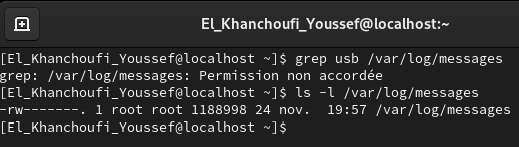 El_Khanchoufi_Youssef@localhost:~
[El_Khanchoufi_Youssef@localhost ~]$ grep usb /var/log/messages
grep: /var/log/messages: Permission non accordée
[El_Khanchoufi_Youssef@localhost ~]$ ls -l /var/log/messages
-rw-------. 1 root root 1188998 24 nov.  19:57 /var/log/messages
[El_Khanchoufi_Youssef@localhost ~]$